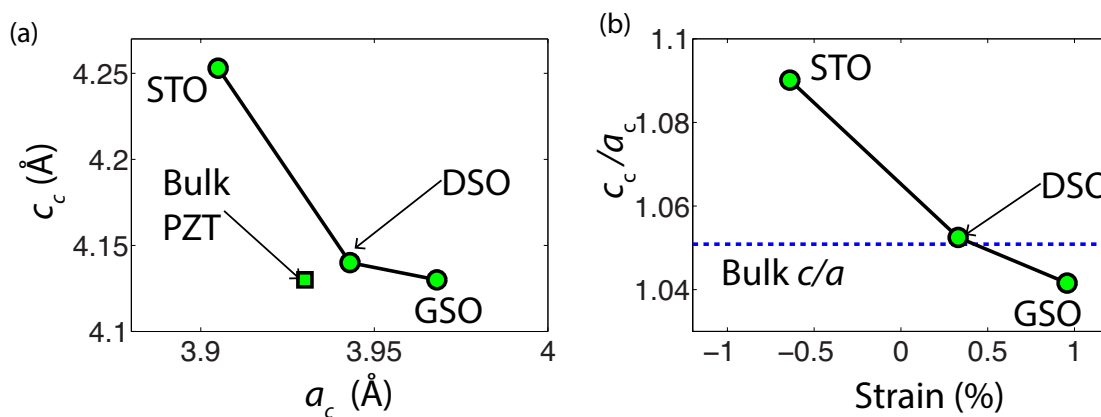 (a)
4.25
4.2
4.15
4.1
c_c (Å)
STO
Bulk
PZT
DSO
GSO
3.9
3.95
4
a_c (Å)
(b)
1.1
1.08
1.06
1.04
c_c/a_c
STO
DSO
Bulk c/a
GSO
−1
−0.5
0
0.5
1
Strain (%)